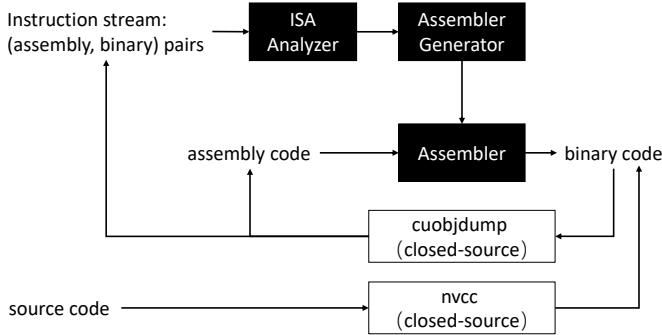 Instruction stream:
(assembly, binary) pairs
ISA
Analyzer
Assembler
Generator
assembly code
Assembler
binary code
cuobjdump
(closed-source)
source code
nvcc
(closed-source)